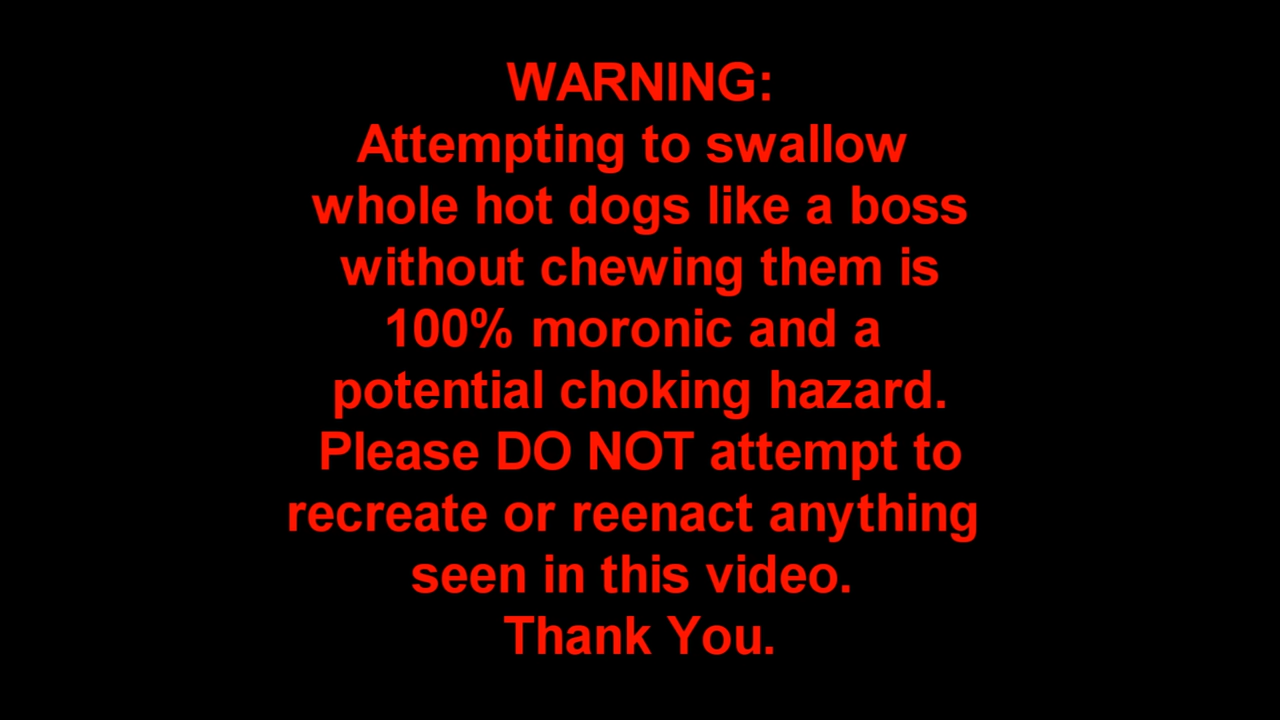 WARNING:
Attempting to swallow
whole hot dogs like a boss
without chewing them is
100% moronic and a
potential choking hazard.
Please DO NOT attempt to
recreate or reenact anything
seen in this video.
Thank You.